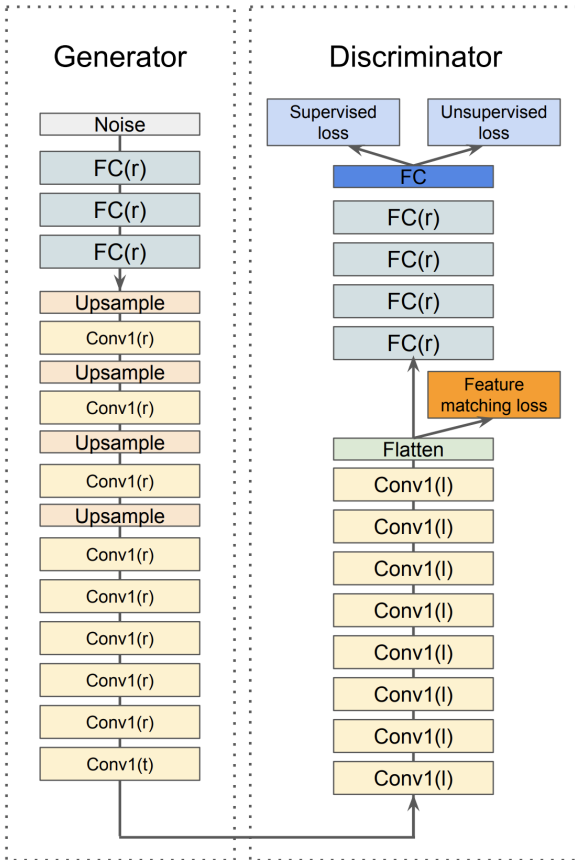 Generator
Noise
FC(r)
FC(r)
FC(r)
Upsample
Conv1(r)
Upsample
Conv1(r)
Upsample
Conv1(r)
Upsample
Conv1(r)
Conv1(r)
Conv1(r)
Conv1(r)
Conv1(r)
Conv1(t)
Discriminator
Supervised
loss
Unsupervised
loss
FC
FC(r)
FC(r)
FC(r)
FC(r)
Feature
matching loss
Flatten
Conv1(l)
Conv1(l)
Conv1(l)
Conv1(l)
Conv1(l)
Conv1(l)
Conv1(l)
Conv1(l)